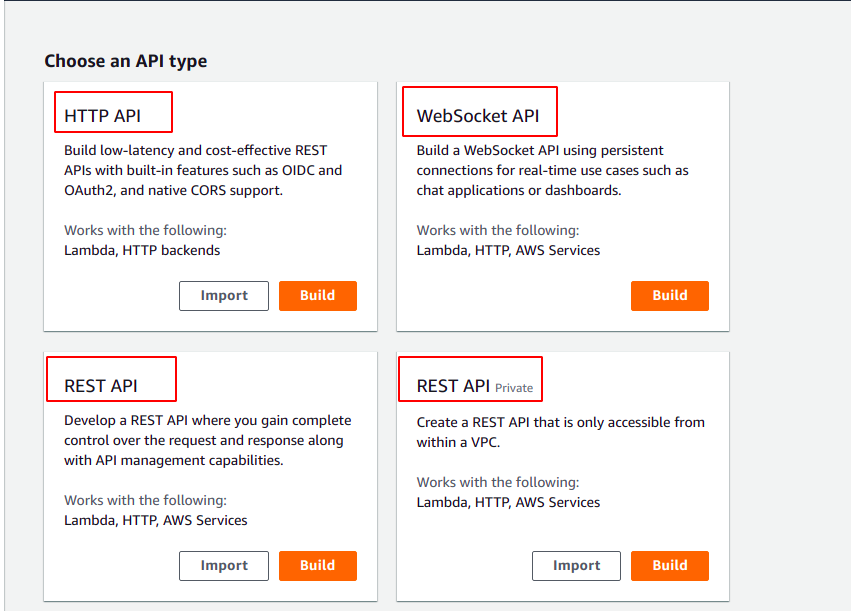 Choose an API type
HTTP API
Build low-latency and cost-effective REST
APIs with built-in features such as OIDC and
OAuth2, and native CORS support.
Works with the following:
Lambda, HTTP backends
Import
Build
WebSocket API
Build a WebSocket API using persistent
connections for real-time use cases such as
chat applications or dashboards.
Works with the following:
Lambda, HTTP, AWS Services
Build
REST API
Develop a REST API where you gain complete
control over the request and response along
with API management capabilities.
Works with the following:
Lambda, HTTP, AWS Services
Import
Build
REST API Private
Create a REST API that is only accessible from
within a VPC.
Works with the following:
Lambda, HTTP, AWS Services
Import
Build